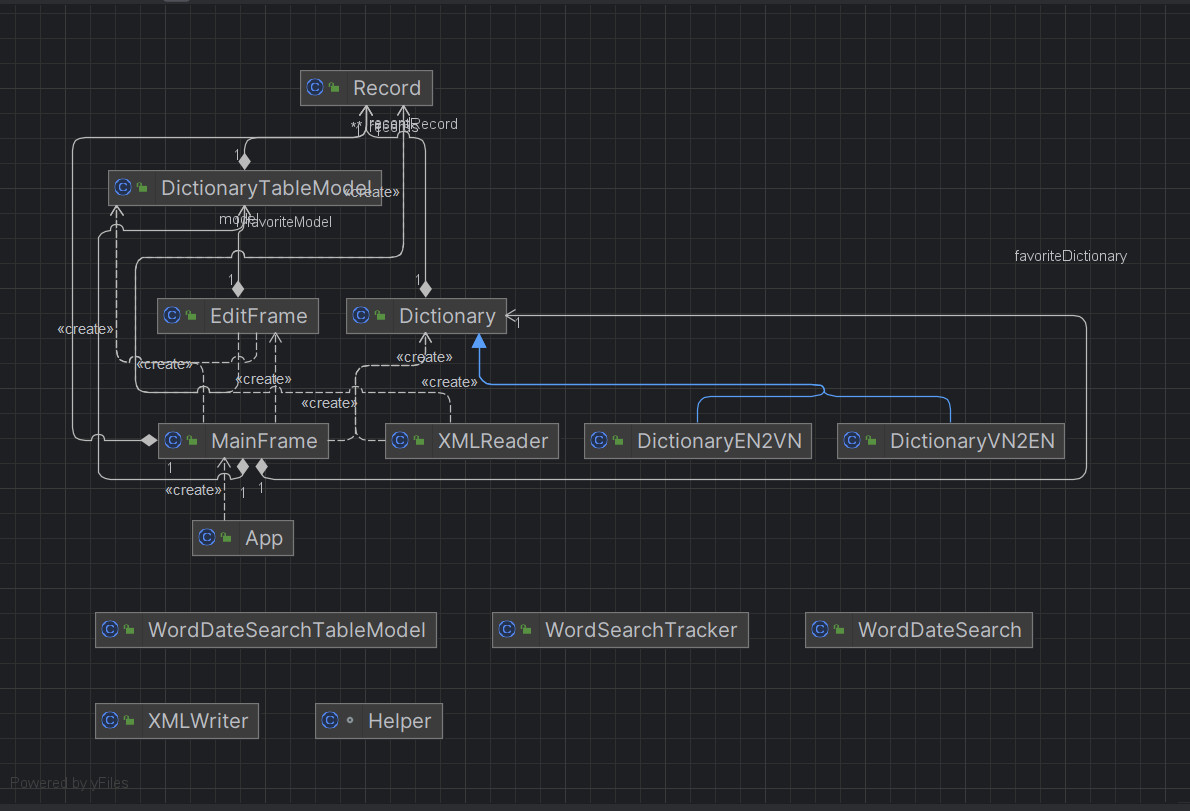 Record
recentRecord
records
1
DictionaryTableModel
«create»
model
favoriteModel
favoriteDictionary
1
1
EditFrame
Dictionary
1
«create»
«create»
«create»
«create»
«create»
«create»
MainFrame
XMLReader
DictionaryEN2VN
DictionaryVN2EN
1
«create»
1
1
App
WordDateSearchTableModel
WordSearchTracker
WordDateSearch
XMLWriter
Helper
Powered by yFiles